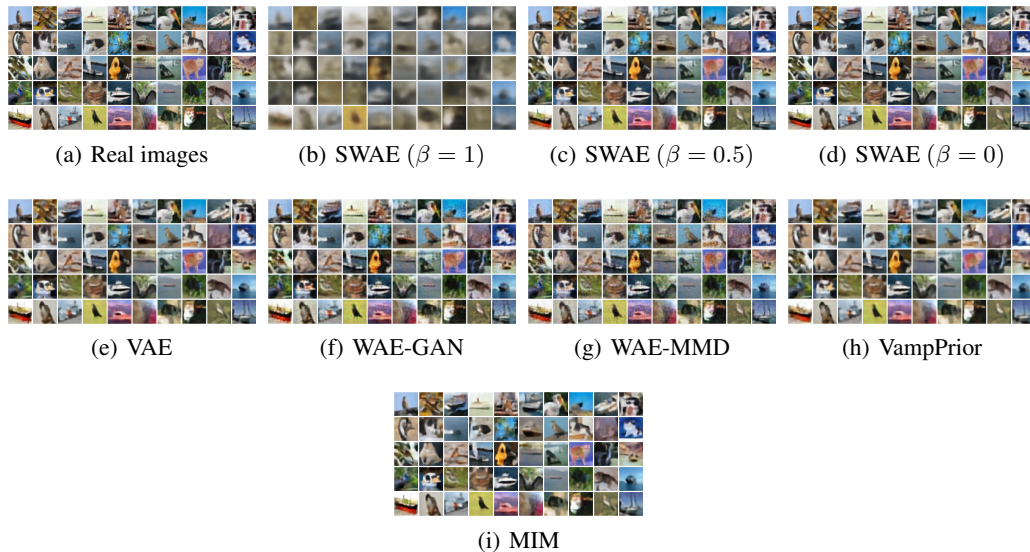 (a) Real images
(b) SWAE (β = 1)
(c) SWAE (β = 0.5)
(d) SWAE (β = 0)
(e) VAE
(f) WAE-GAN
(g) WAE-MMD
(h) VampPrior
(i) MIM